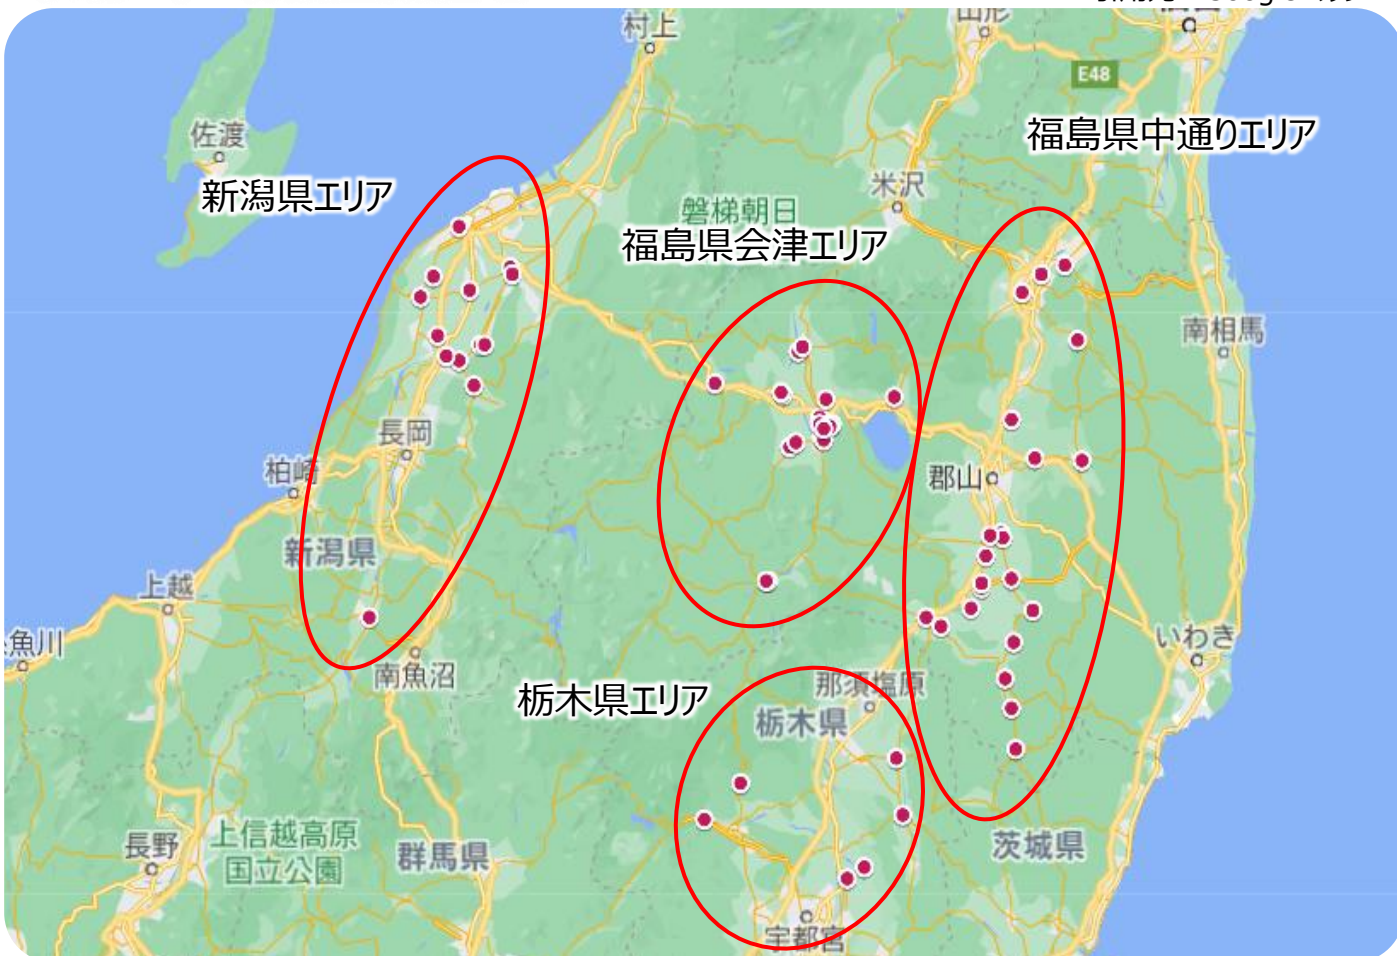 村上
E48
佐渡
福島県中通りエリア
新潟県エリア
米沢
磐梯朝日
福島県会津エリア
南相馬
長岡
柏崎
郡山
新潟県
上越
魚川
いわき
南魚沼
栃木県エリア
那須塩原
栃木県
長野
上信越高原
国立公園
群馬県
茨城県
宇都宮